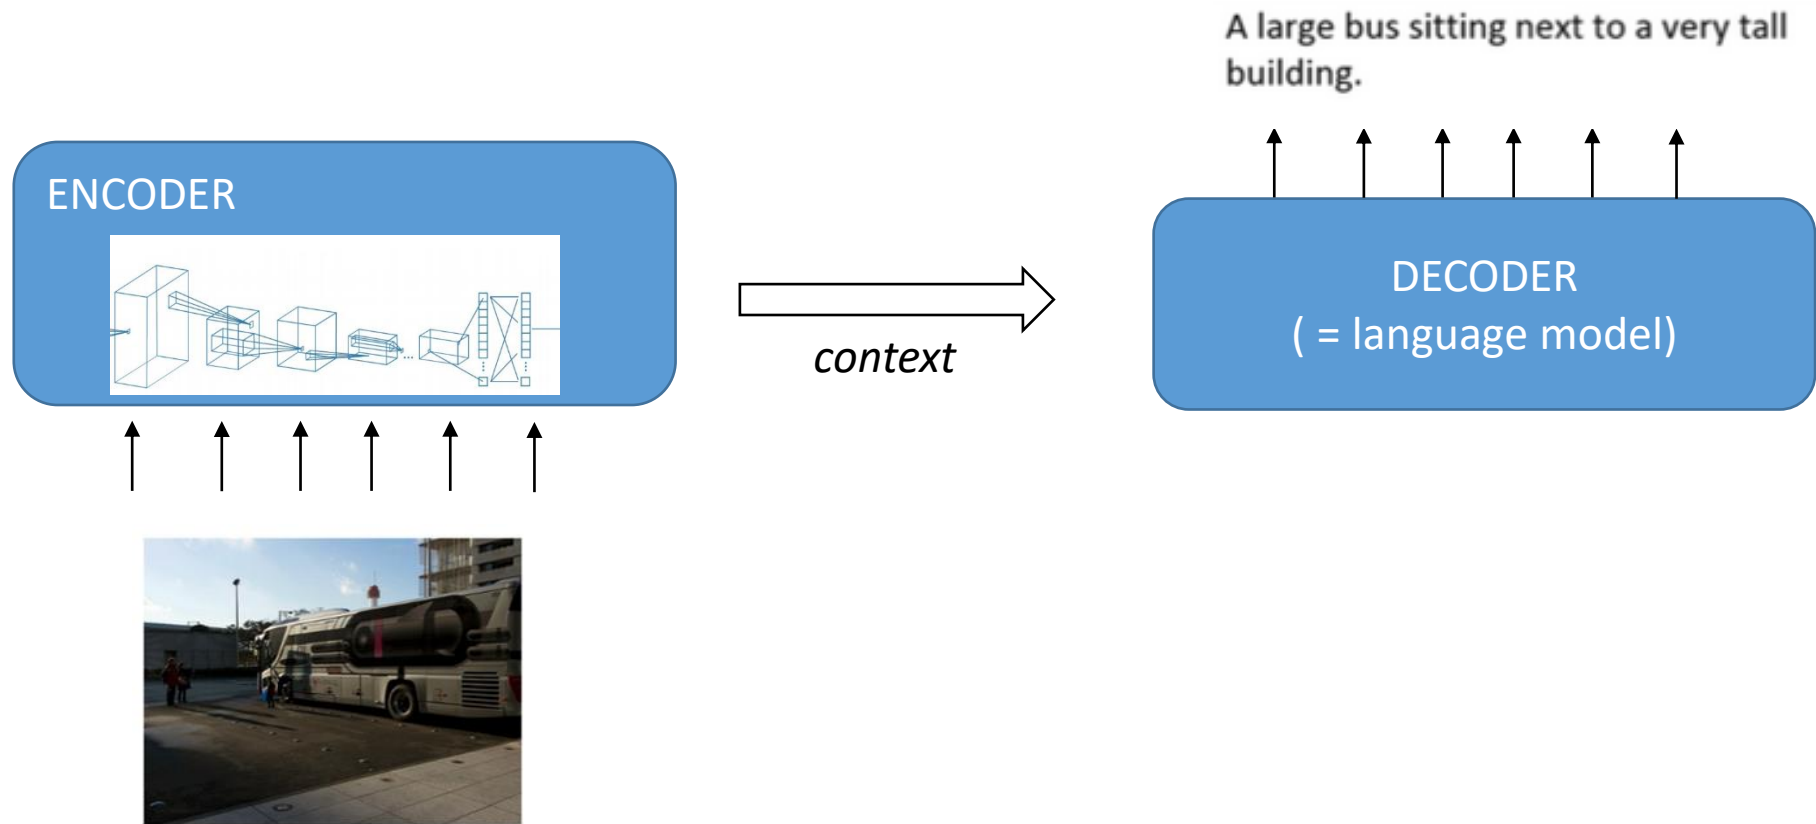 A large bus sitting next to a very tall
building.
ENCODER
context
DECODER
( = language model)